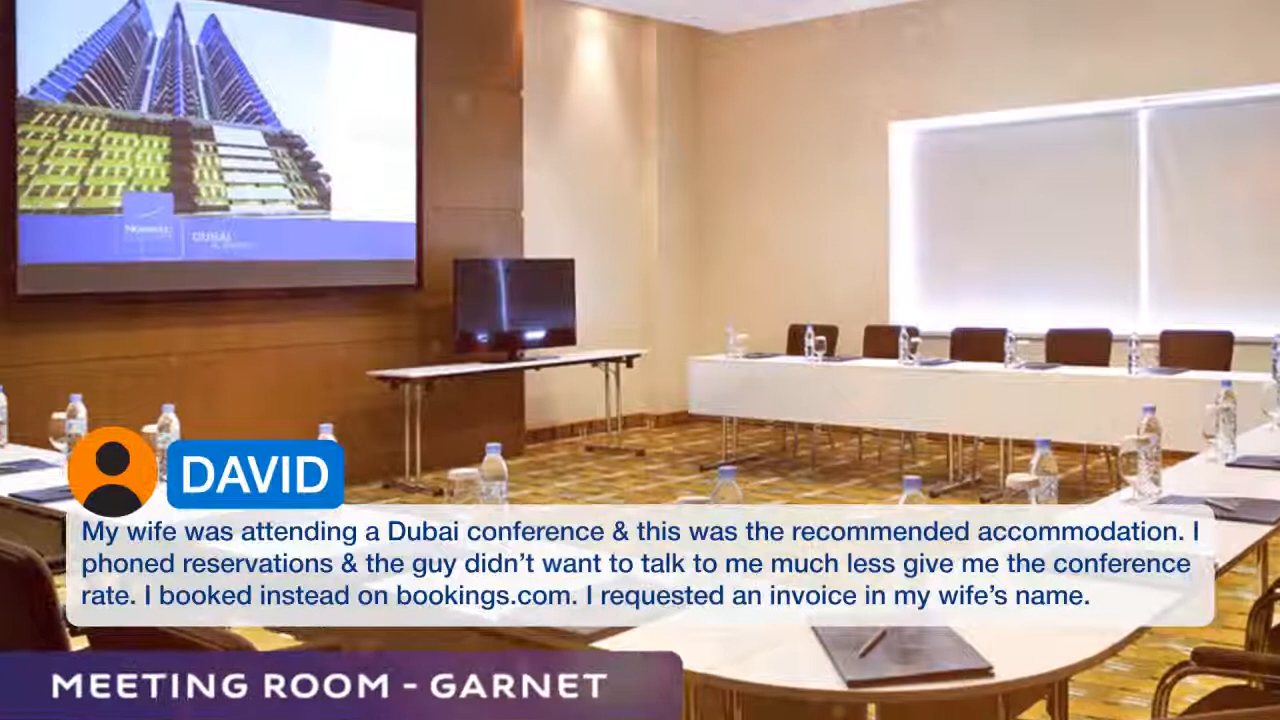 NOVOTEL
DUBAI
DAVID
My wife was attending a Dubai conference & this was the recommended accommodation. I
phoned reservations & the guy didn’t want to talk to me much less give me the conference
rate. I booked instead on bookings.com. I requested an invoice in my wife’s name.
MEETING ROOM - GARNET